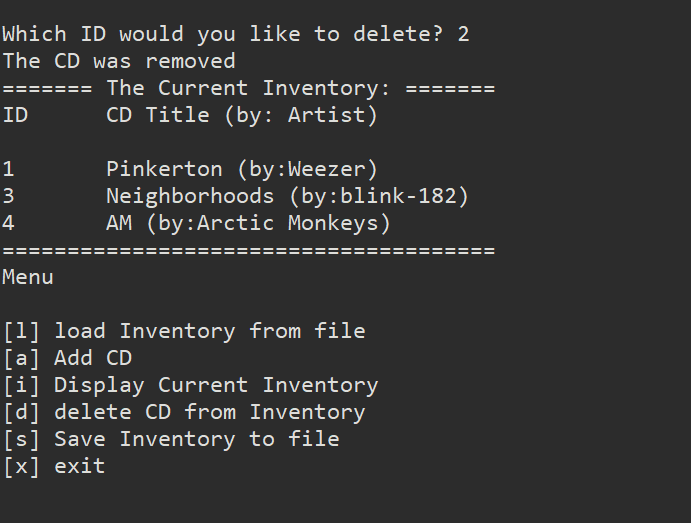 Which ID would you like to delete? 2
The CD was removed
======= The Current Inventory: =======
ID	CD Title (by: Artist)
1	Pinkerton (by:Weezer)
3	Neighborhoods (by:blink-182)
4	AM (by:Arctic Monkeys)
======================================
Menu
[l] load Inventory from file
[a] Add CD
[i] Display Current Inventory
[d] delete CD from Inventory
[s] Save Inventory to file
[x] exit